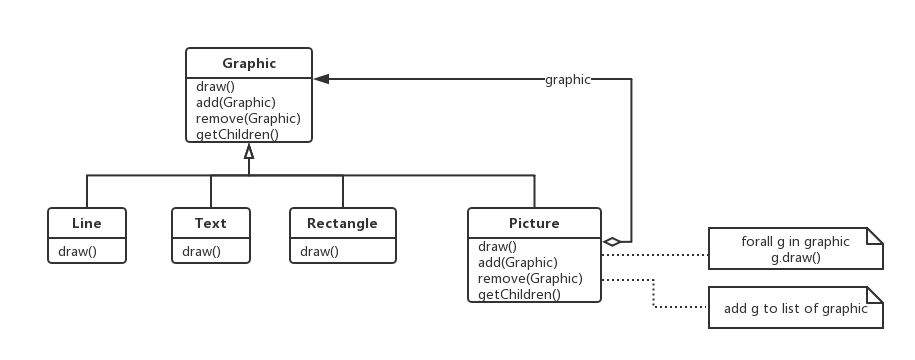 Graphic
draw()
add(Graphic)
remove(Graphic)
getChildren()
graphic
Line
draw()
Text
draw()
Rectangle
draw()
Picture
draw()
add(Graphic)
remove(Graphic)
getChildren()
forall g in graphic
g.draw()
add g to list of graphic